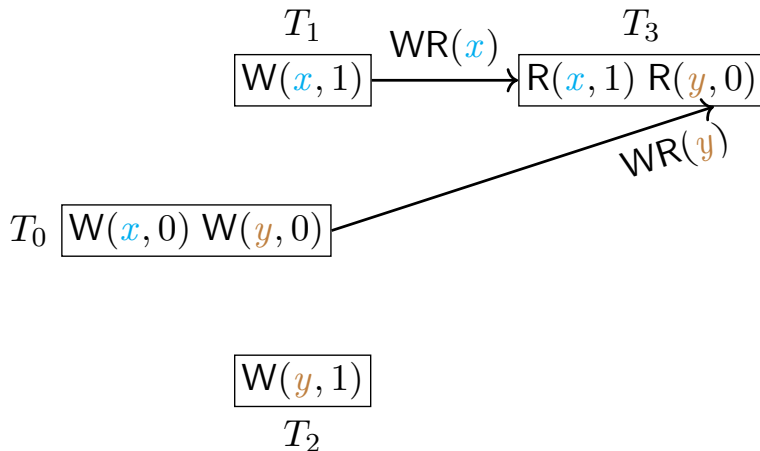 T₁
T₃
WR(x)
W(x, 1)
R(x, 1) R(y, 0)
WR(y)
T₀
W(x, 0) W(y, 0)
W(y, 1)
T₂